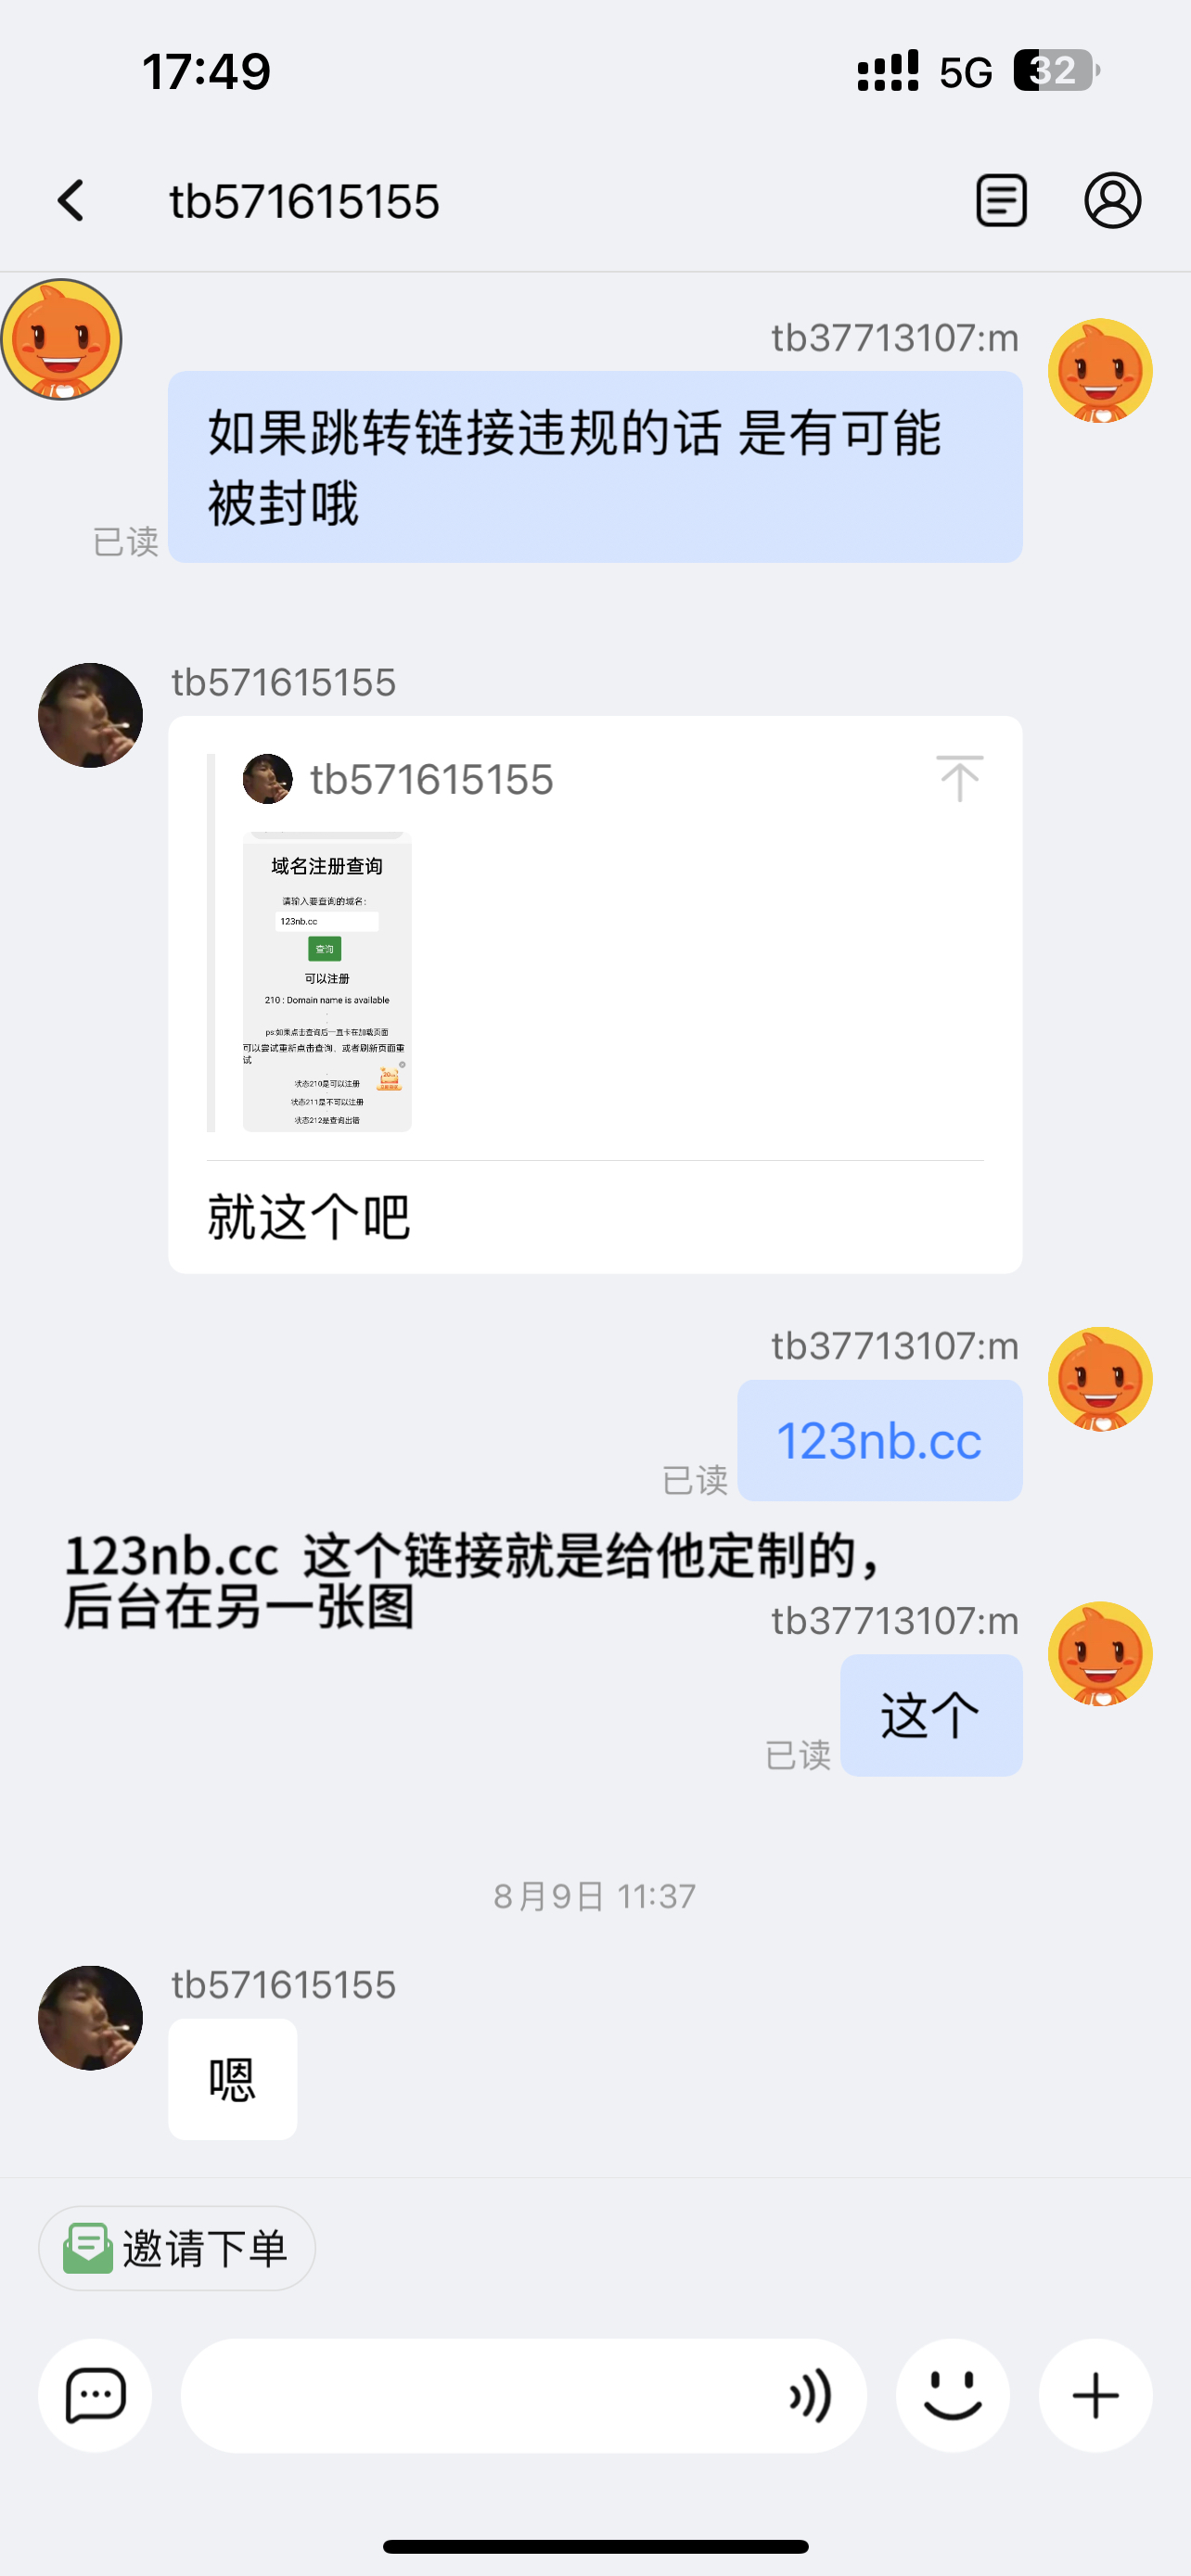 17:49
5G
32
tb571615155
tb37713107:m
如果跳转链接违规的话 是有可能
被封哦
已读
tb571615155
tb571615155
域名注册查询
请输入要查询的域名：
123nb.cc
查询
可以注册
210 : Domain name is available
ps:如果点击查询后一直卡在加载页面
可以尝试重新点击查询，或者刷新页面重
试
状态210是可以注册
状态211是不可以注册
状态212是查询出错
就这个吧
tb37713107:m
123nb.cc
已读
123nb.cc 这个链接就是给他定制的，
后台在另一张图
tb37713107:m
这个
已读
8月9日 11:37
tb571615155
嗯
邀请下单